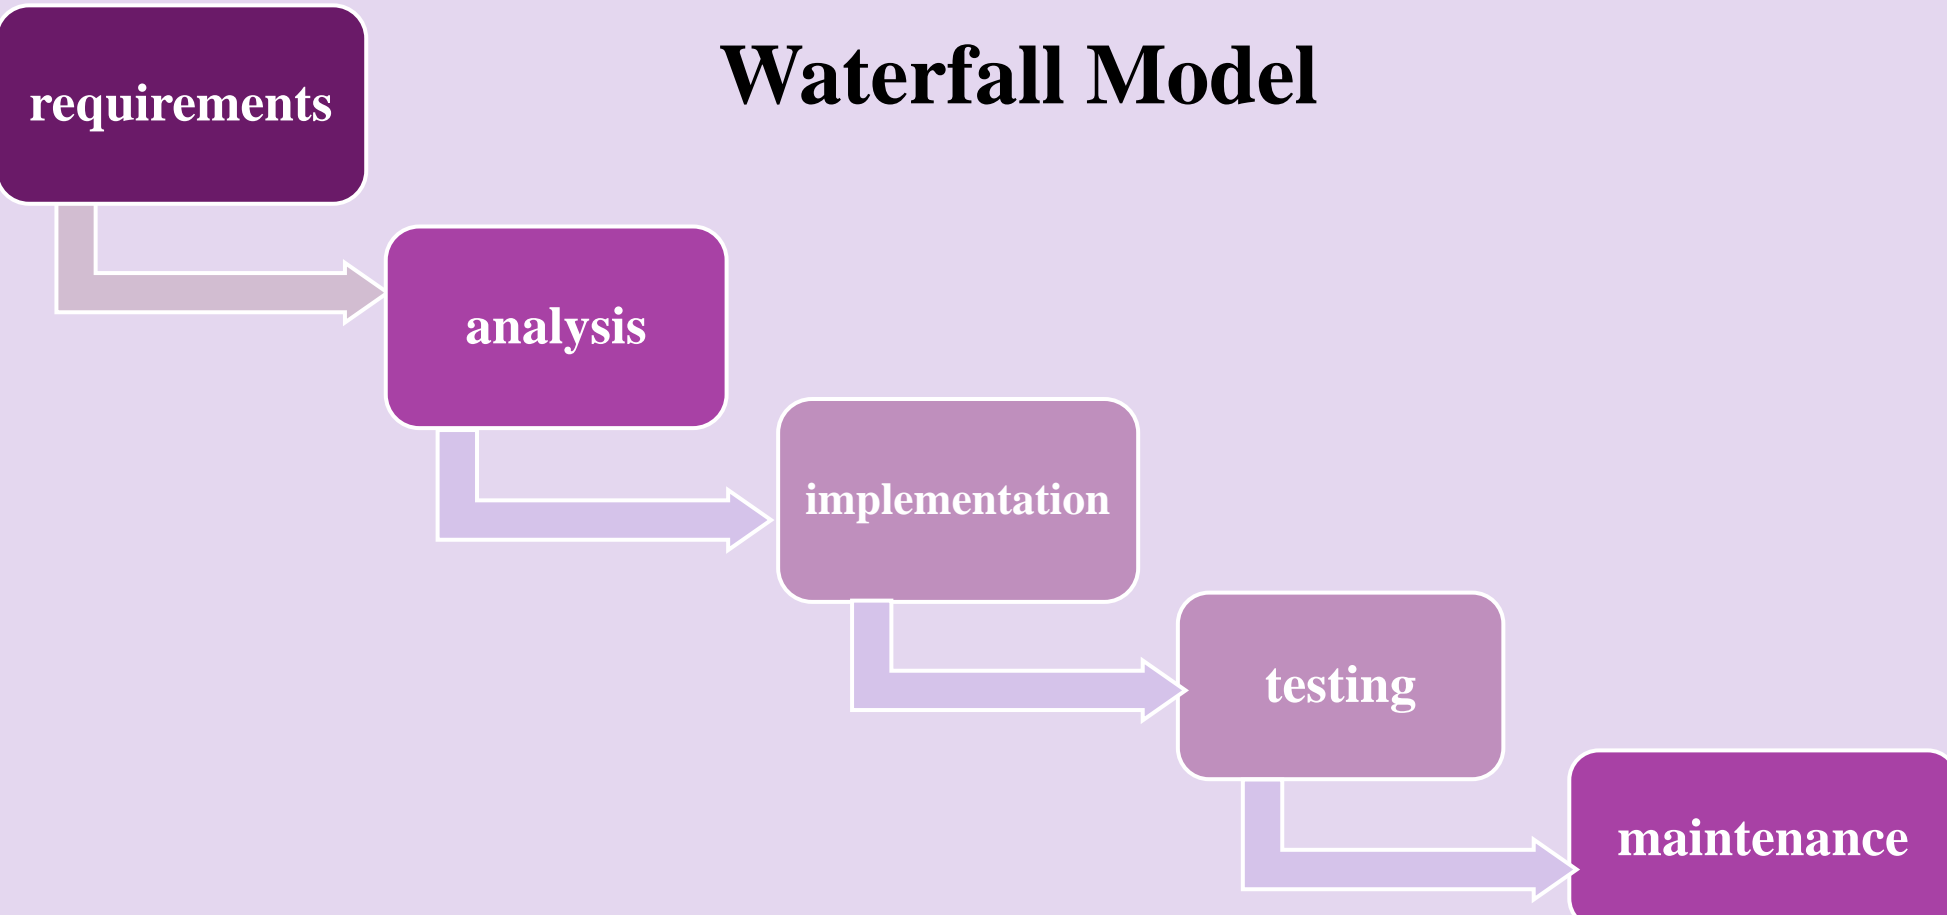 Waterfall Model
requirements
analysis
implementation
testing
maintenance